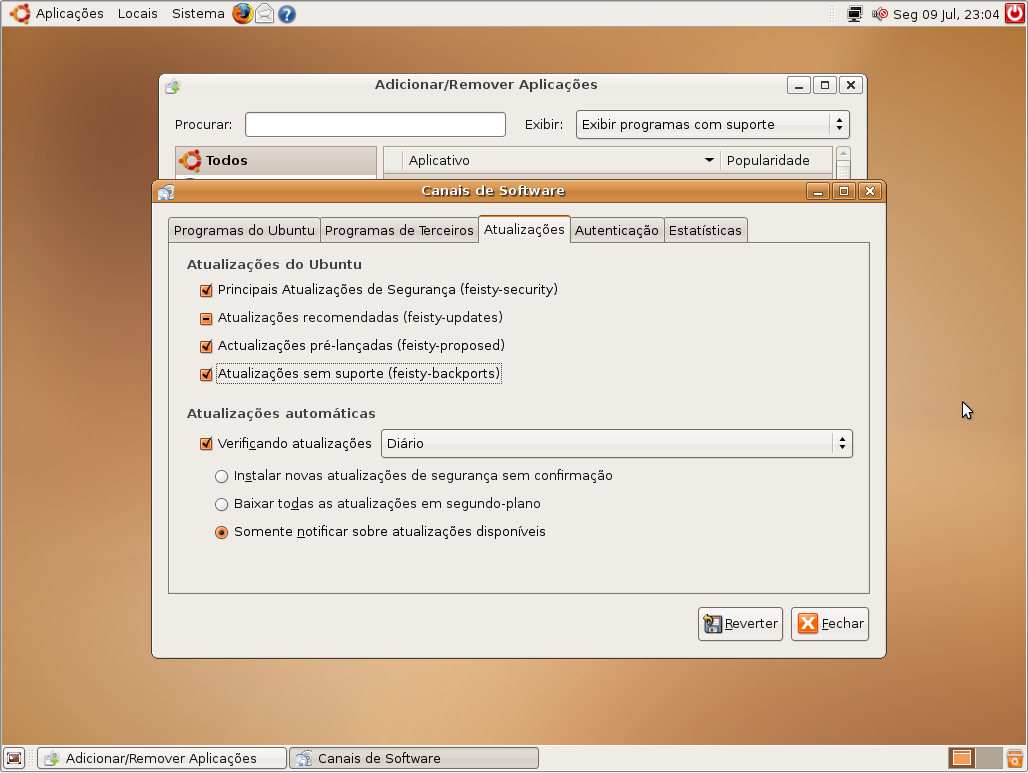 Aplicações Locais Sistema Seg 09 Jul, 23:04
Adicionar/Remover Aplicações
Procurar: Exibir: Exibir programas com suporte
Todos Aplicativo Popularidade
Canais de Software
Programas do Ubuntu Programas de Terceiros Atualizações Autenticação Estatísticas
Atualizações do Ubuntu
Principais Atualizações de Segurança (feisty-security)
Atualizações recomendadas (feisty-updates)
Actualizações pré-lançadas (feisty-proposed)
Atualizações sem suporte (feisty-backports)
Atualizações automáticas
Verificando atualizações Diário
Instalar novas atualizações de segurança sem confirmação
Baixar todas as atualizações em segundo-plano
Somente notificar sobre atualizações disponíveis
Reverter Fechar
Adicionar/Remover Aplicações Canais de Software